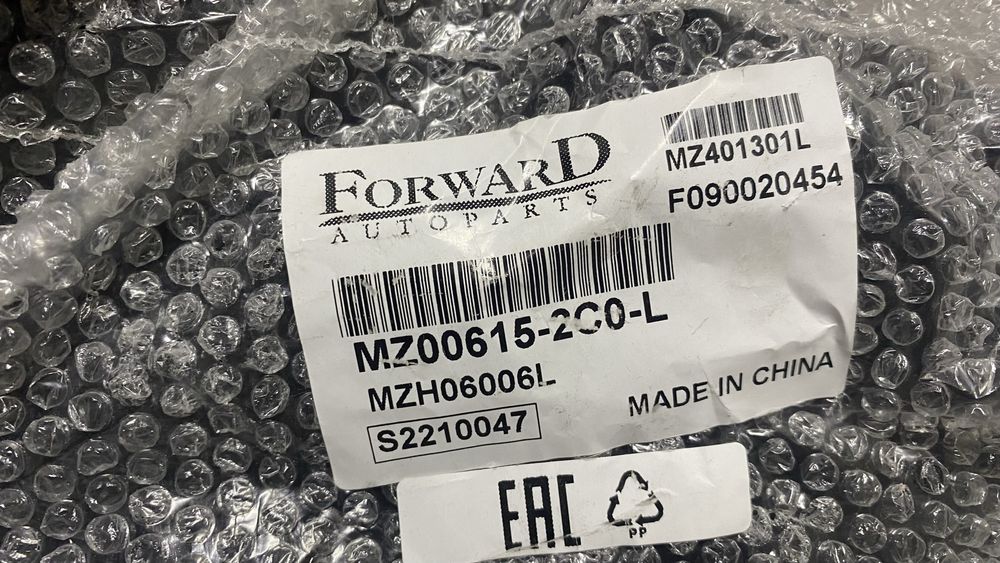 FORWARD
AUTOPARTS
MZ401301L
F090020454
MZ00615-2C0-L
MZH06006L
S2210047
MADE IN CHINA
EAC
PP